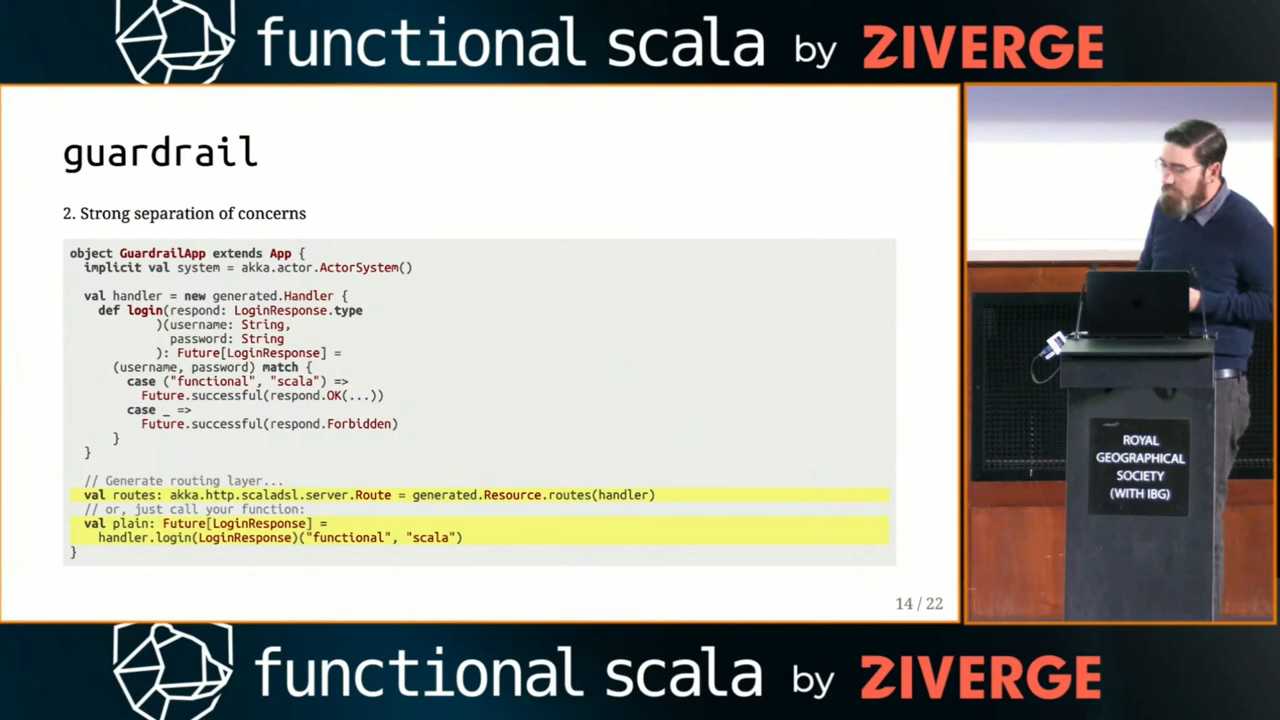 functional scala by ZIVERGE
guardrail
2. Strong separation of concerns
object GuardrailApp extends App {
  implicit val system = akka.actor.ActorSystem()
  val handler = new generated.Handler {
    def login(respond: LoginResponse.type
            )(username: String,
              password: String
            ): Future[LoginResponse] =
      (username, password) match {
        case ("functional", "scala") =>
          Future.successful(respond.OK(...))
        case _ =>
          Future.successful(respond.Forbidden)
      }
  }
  // Generate routing layer...
  val routes: akka.http.scaladsl.server.Route = generated.Resource.routes(handler)
  // or, just call your function:
  val plain: Future[LoginResponse] =
    handler.login(LoginResponse)("functional", "scala")
}
14 / 22
ROYAL
GEOGRAPHICAL
SOCIETY
(WITH IBG)
functional scala by ZIVERGE